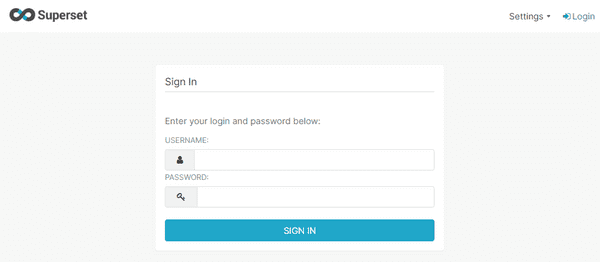 Superset
Settings
Login
Sign In
Enter your login and password below:
USERNAME:
PASSWORD:
SIGN IN